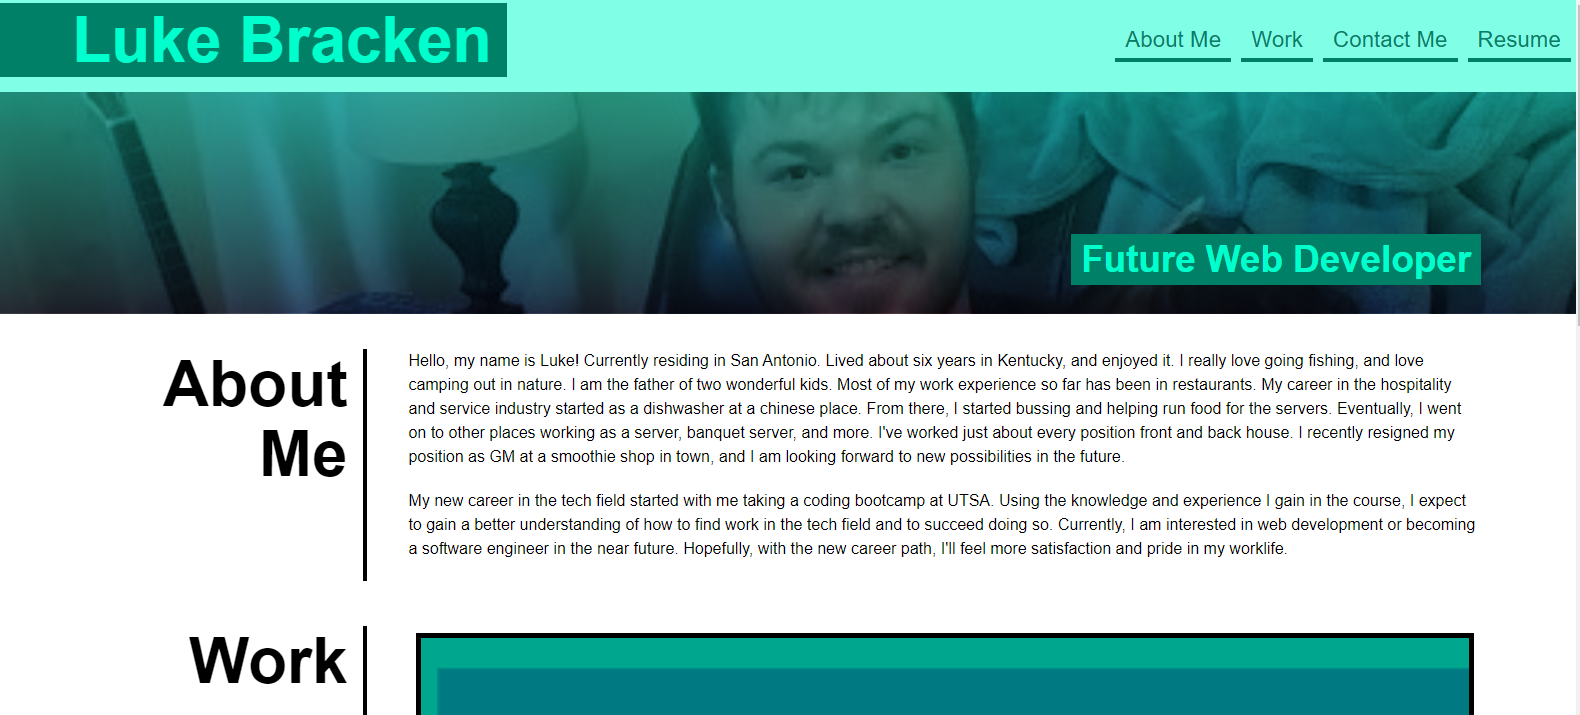 Luke Bracken
About Me
Work
Contact Me
Resume
Future Web Developer
About
Me
Hello, my name is Luke! Currently residing in San Antonio. Lived about six years in Kentucky, and enjoyed it. I really love going fishing, and love
camping out in nature. I am the father of two wonderful kids. Most of my work experience so far has been in restaurants. My career in the hospitality
and service industry started as a dishwasher at a chinese place. From there, I started bussing and helping run food for the servers. Eventually, I went
on to other places working as a server, banquet server, and more. I've worked just about every position front and back house. I recently resigned my
position as GM at a smoothie shop in town, and I am looking forward to new possibilities in the future.
My new career in the tech field started with me taking a coding bootcamp at UTSA. Using the knowledge and experience I gain in the course, I expect
to gain a better understanding of how to find work in the tech field and to succeed doing so. Currently, I am interested in web development or becoming
a software engineer in the near future. Hopefully, with the new career path, I'll feel more satisfaction and pride in my worklife.
Work